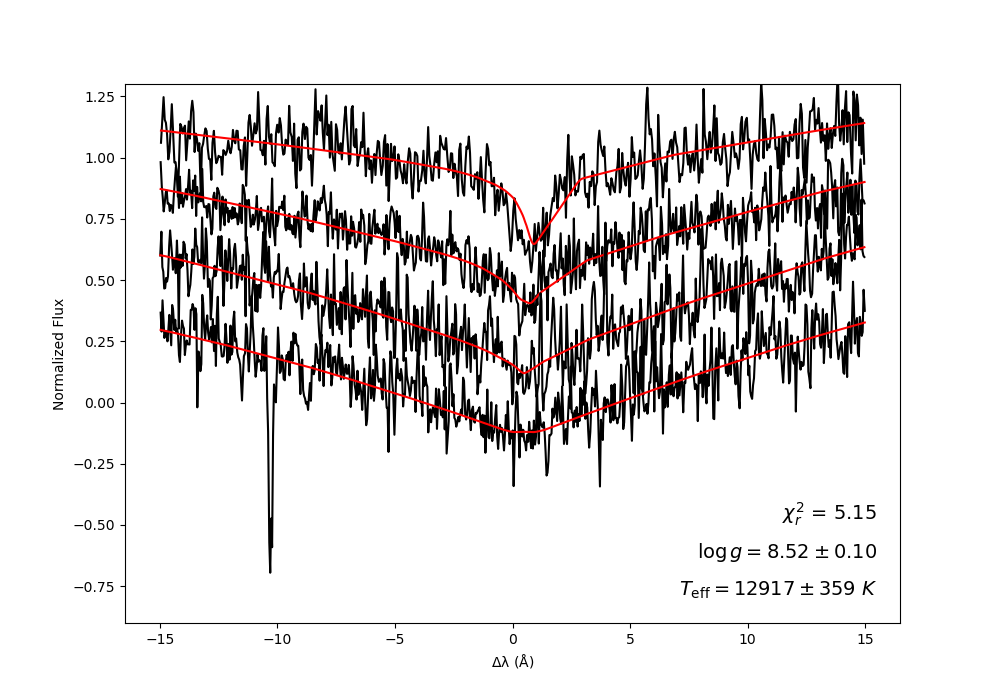 1.25
1.00
0.75
0.50
0.25
0.00
−0.25
−0.50
−0.75
Normalized Flux
χ²ᵣ = 5.15
log g = 8.52 ± 0.10
T_eff = 12917 ± 359 K
−15 −10 −5 0 5 10 15
Δλ (Å)